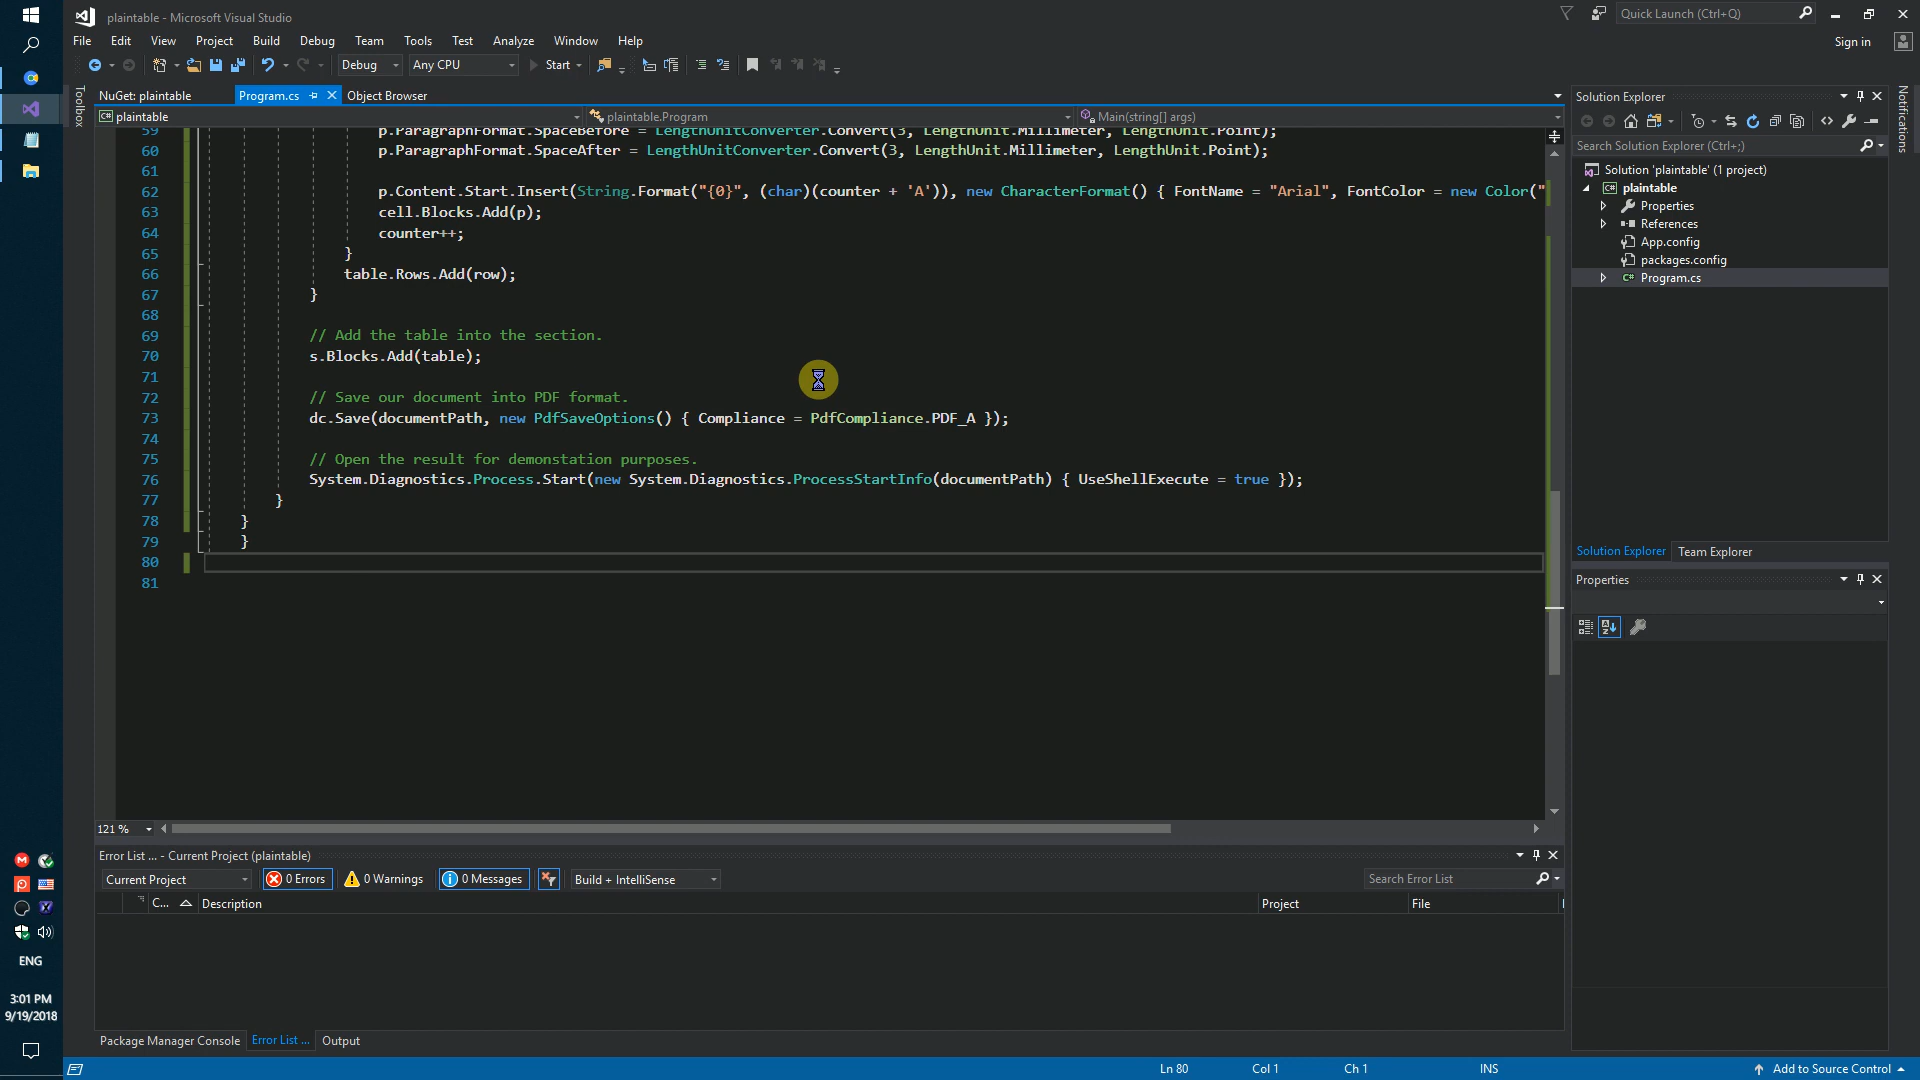 plaintable - Microsoft Visual Studio
Quick Launch (Ctrl+Q)
File Edit View Project Build Debug Team Tools Test Analyze Window Help
Sign in
Debug Any CPU Start
Toolbox
NuGet: plaintable Program.cs Object Browser
plaintable plaintable.Program Main(string[] args)
59 p.ParagraphFormat.SpaceBefore = LengthUnitConverter.Convert(3, LengthUnit.Millimeter, LengthUnit.Point);
60 p.ParagraphFormat.SpaceAfter = LengthUnitConverter.Convert(3, LengthUnit.Millimeter, LengthUnit.Point);
61
62 p.Content.Start.Insert(String.Format("{0}", (char)(counter + 'A')), new CharacterFormat() { FontName = "Arial", FontColor = new Color("
63 cell.Blocks.Add(p);
64 counter++;
65 }
66 table.Rows.Add(row);
67 }
68
69 // Add the table into the section.
70 s.Blocks.Add(table);
71
72 // Save our document into PDF format.
73 dc.Save(documentPath, new PdfSaveOptions() { Compliance = PdfCompliance.PDF_A });
74
75 // Open the result for demonstation purposes.
76 System.Diagnostics.Process.Start(new System.Diagnostics.ProcessStartInfo(documentPath) { UseShellExecute = true });
77 }
78 }
79 }
80
81
121 %
Solution Explorer
Notifications
Search Solution Explorer (Ctrl+;)
Solution 'plaintable' (1 project)
C# plaintable
Properties
References
App.config
packages.config
C# Program.cs
Solution Explorer Team Explorer
Properties
Error List ... - Current Project (plaintable)
Current Project 0 Errors 0 Warnings 0 Messages Build + IntelliSense Search Error List
C... Description Project File
Package Manager Console Error List ... Output
ENG
3:01 PM
9/19/2018
Ln 80 Col 1 Ch 1 INS Add to Source Control